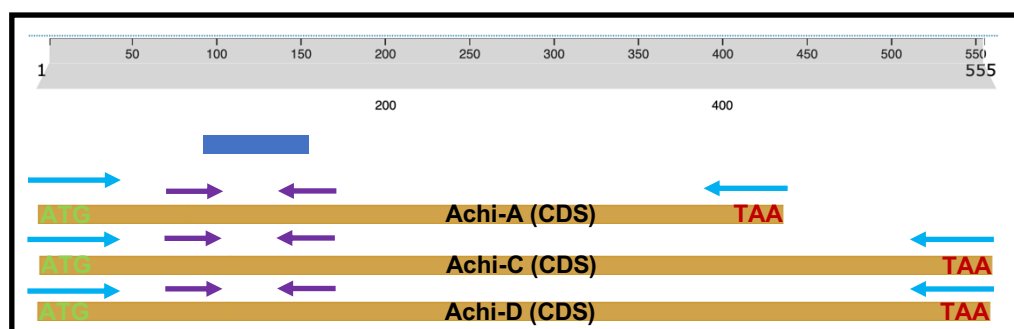 50 100 150 200 250 300 350 400 450 500 550
1 555
200 400
ATG Achi-A (CDS) TAA
ATG Achi-C (CDS) TAA
ATG Achi-D (CDS) TAA